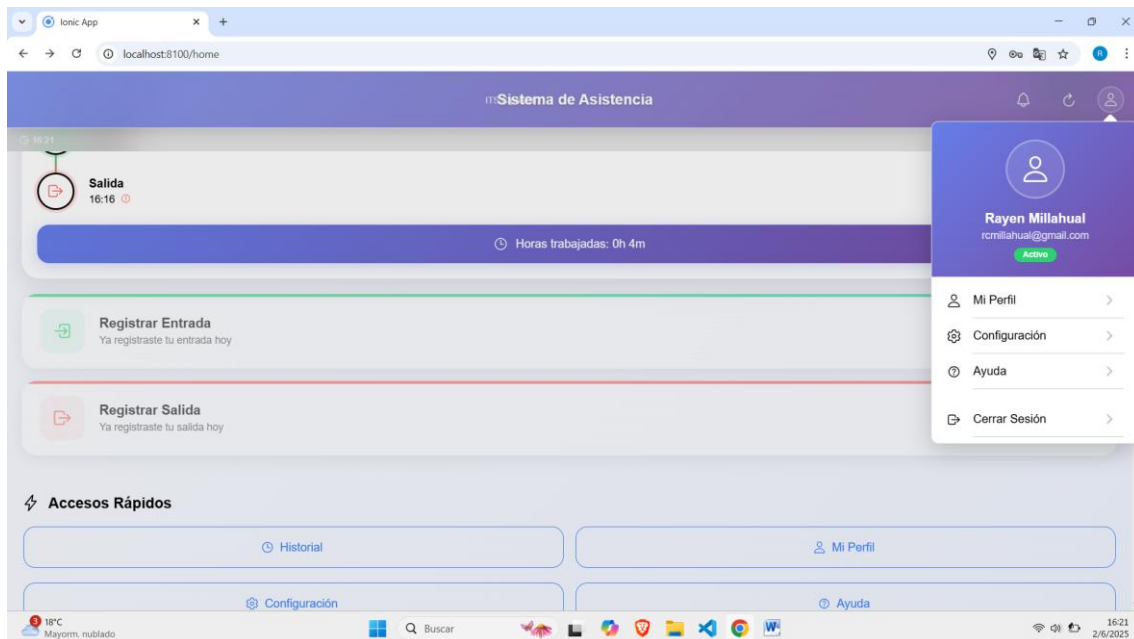 Ionic App
localhost:8100/home
Sistema de Asistencia
16:21
Salida
16:16
Horas trabajadas: 0h 4m
Registrar Entrada
Ya registraste tu entrada hoy
Registrar Salida
Ya registraste tu salida hoy
Accesos Rápidos
Historial
Mi Perfil
Configuración
Ayuda
Rayen Millahual
rcmillahual@gmail.com
Activo
Mi Perfil
Configuración
Ayuda
Cerrar Sesión
3
18°C
Mayorm. nublado
Buscar
16:21
2/6/2025
R